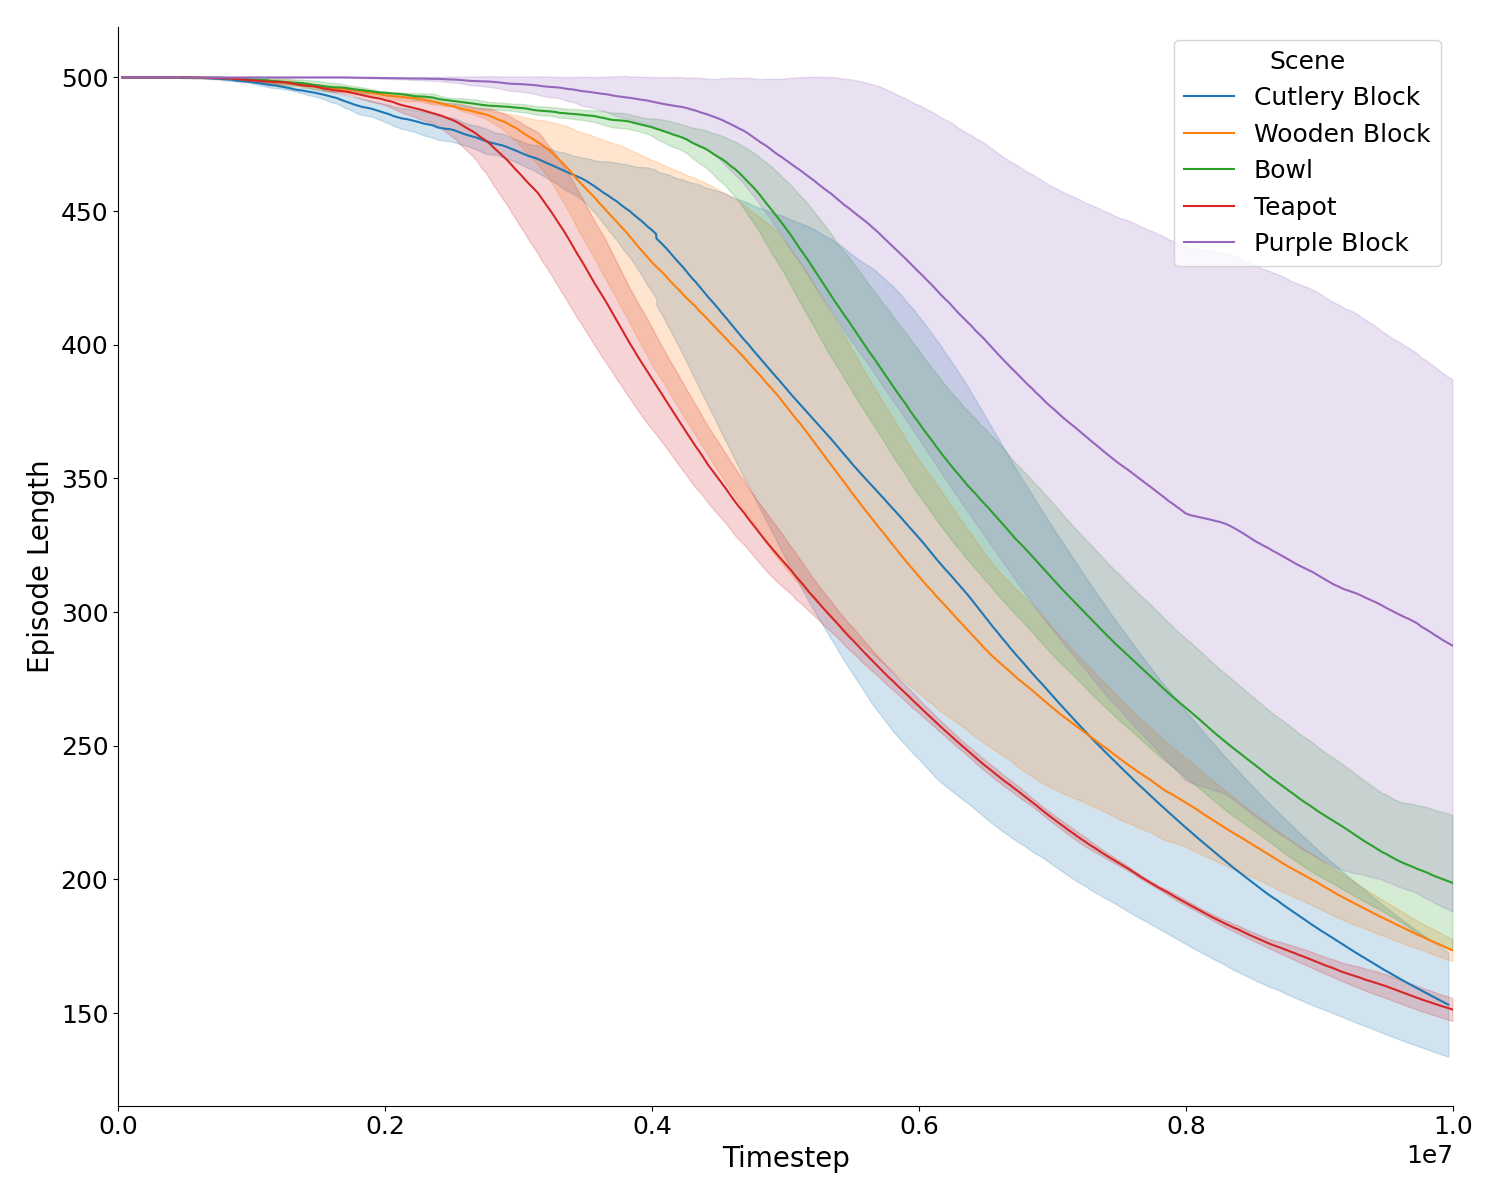 Scene
Cutlery Block
Wooden Block
Bowl
Teapot
Purple Block
Episode Length
500
450
400
350
300
250
200
150
0.0 0.2 0.4 0.6 0.8 1.0
1e7
Timestep